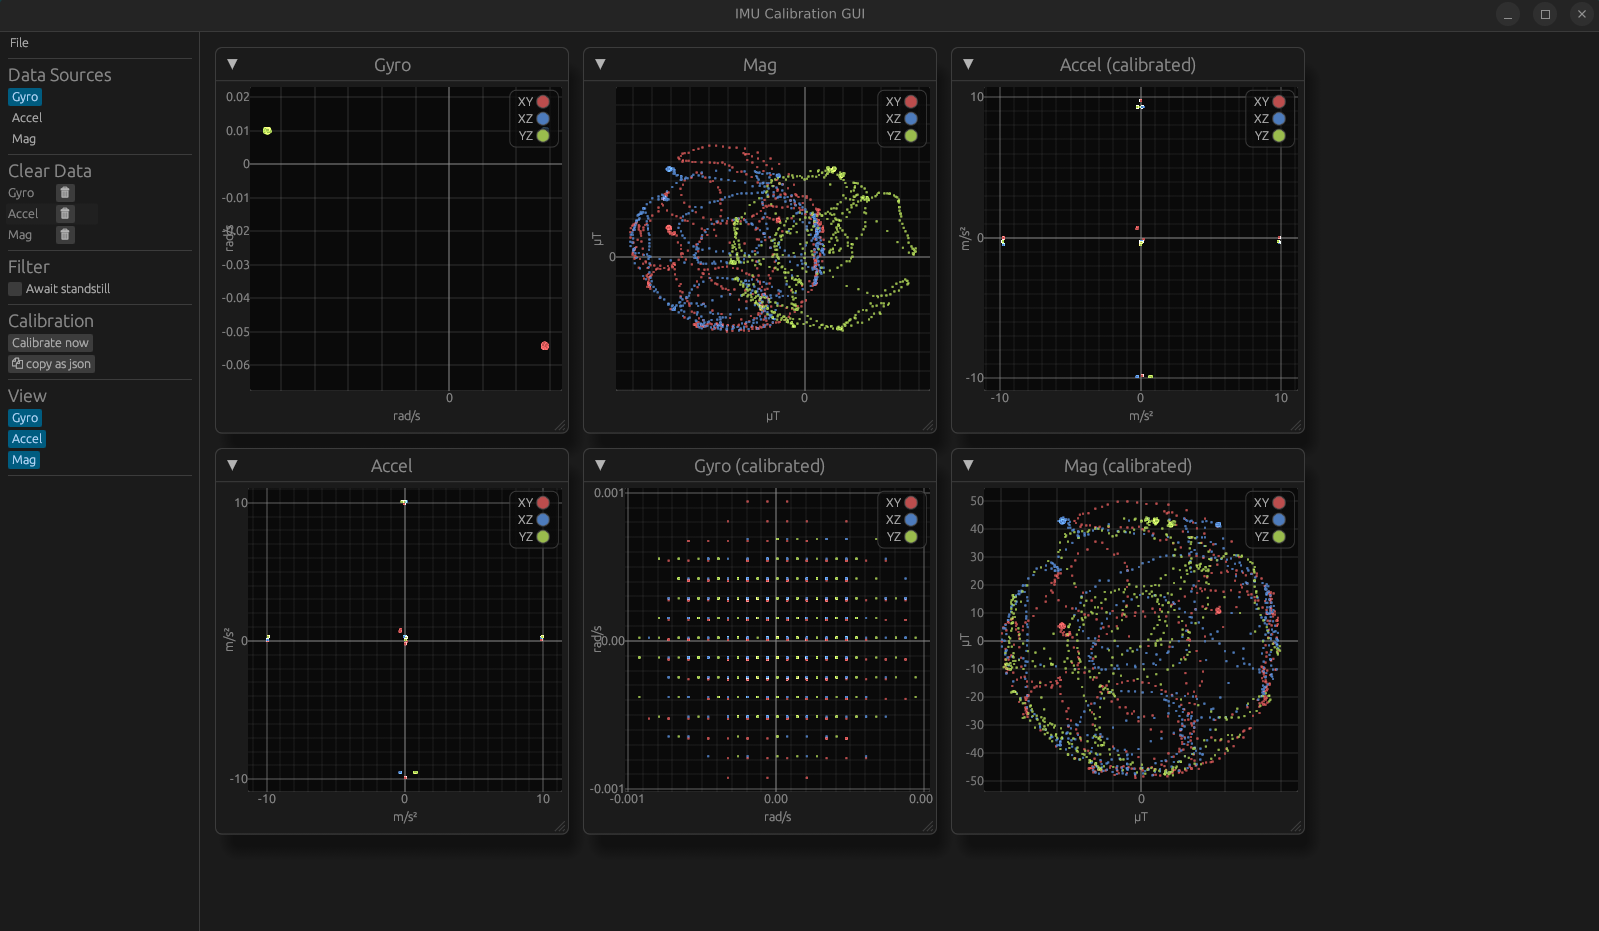 IMU Calibration GUI
File
Data Sources
Gyro
Accel
Mag
Clear Data
Gyro
Accel
Mag
Filter
Await standstill
Calibration
Calibrate now
copy as json
View
Gyro
Accel
Mag
Gyro
XY
XZ
YZ
0.02
0.01
0
-0.01
-0.02
-0.03
-0.04
-0.05
-0.06
rad/s
0
rad/s
Mag
XY
XZ
YZ
µT
0
0
µT
Accel (calibrated)
XY
XZ
YZ
10
0
-10
m/s²
-10
0
10
m/s²
Accel
XY
XZ
YZ
10
0
-10
m/s²
-10
0
10
m/s²
Gyro (calibrated)
XY
XZ
YZ
0.001
0.00
-0.001
rad/s
-0.001
0.00
0.00
rad/s
Mag (calibrated)
XY
XZ
YZ
50
40
30
20
10
0
-10
-20
-30
-40
-50
µT
0
µT